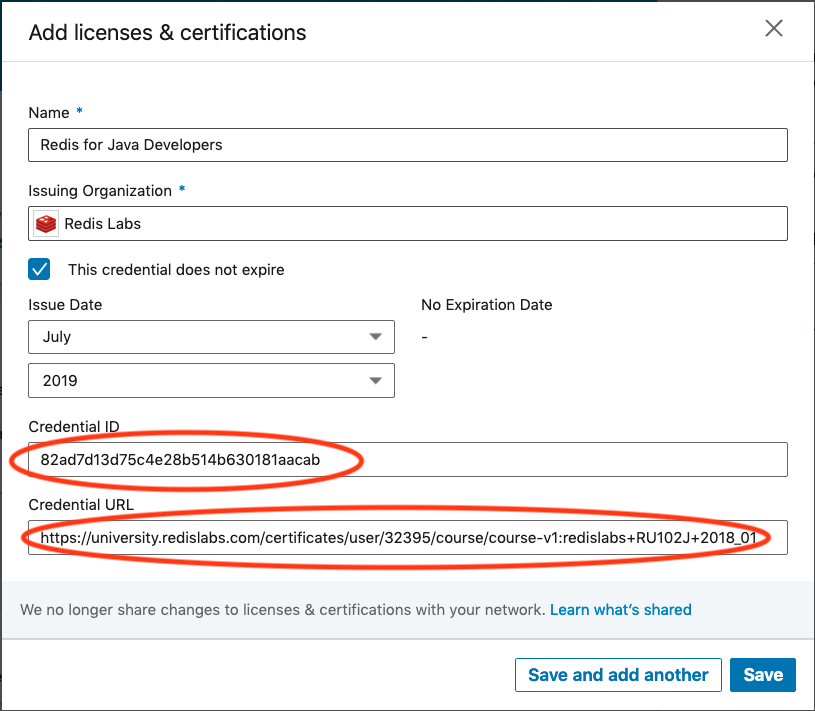 Add licenses & certifications
Name *
Redis for Java Developers
Issuing Organization *
Redis Labs
This credential does not expire
Issue Date
No Expiration Date
July
-
2019
Credential ID
82ad7d13d75c4e28b514b630181aacab
Credential URL
https://university.redislabs.com/certificates/user/32395/course/course-v1:redislabs+RU102J+2018_01
We no longer share changes to licenses & certifications with your network. Learn what’s shared
Save and add another
Save